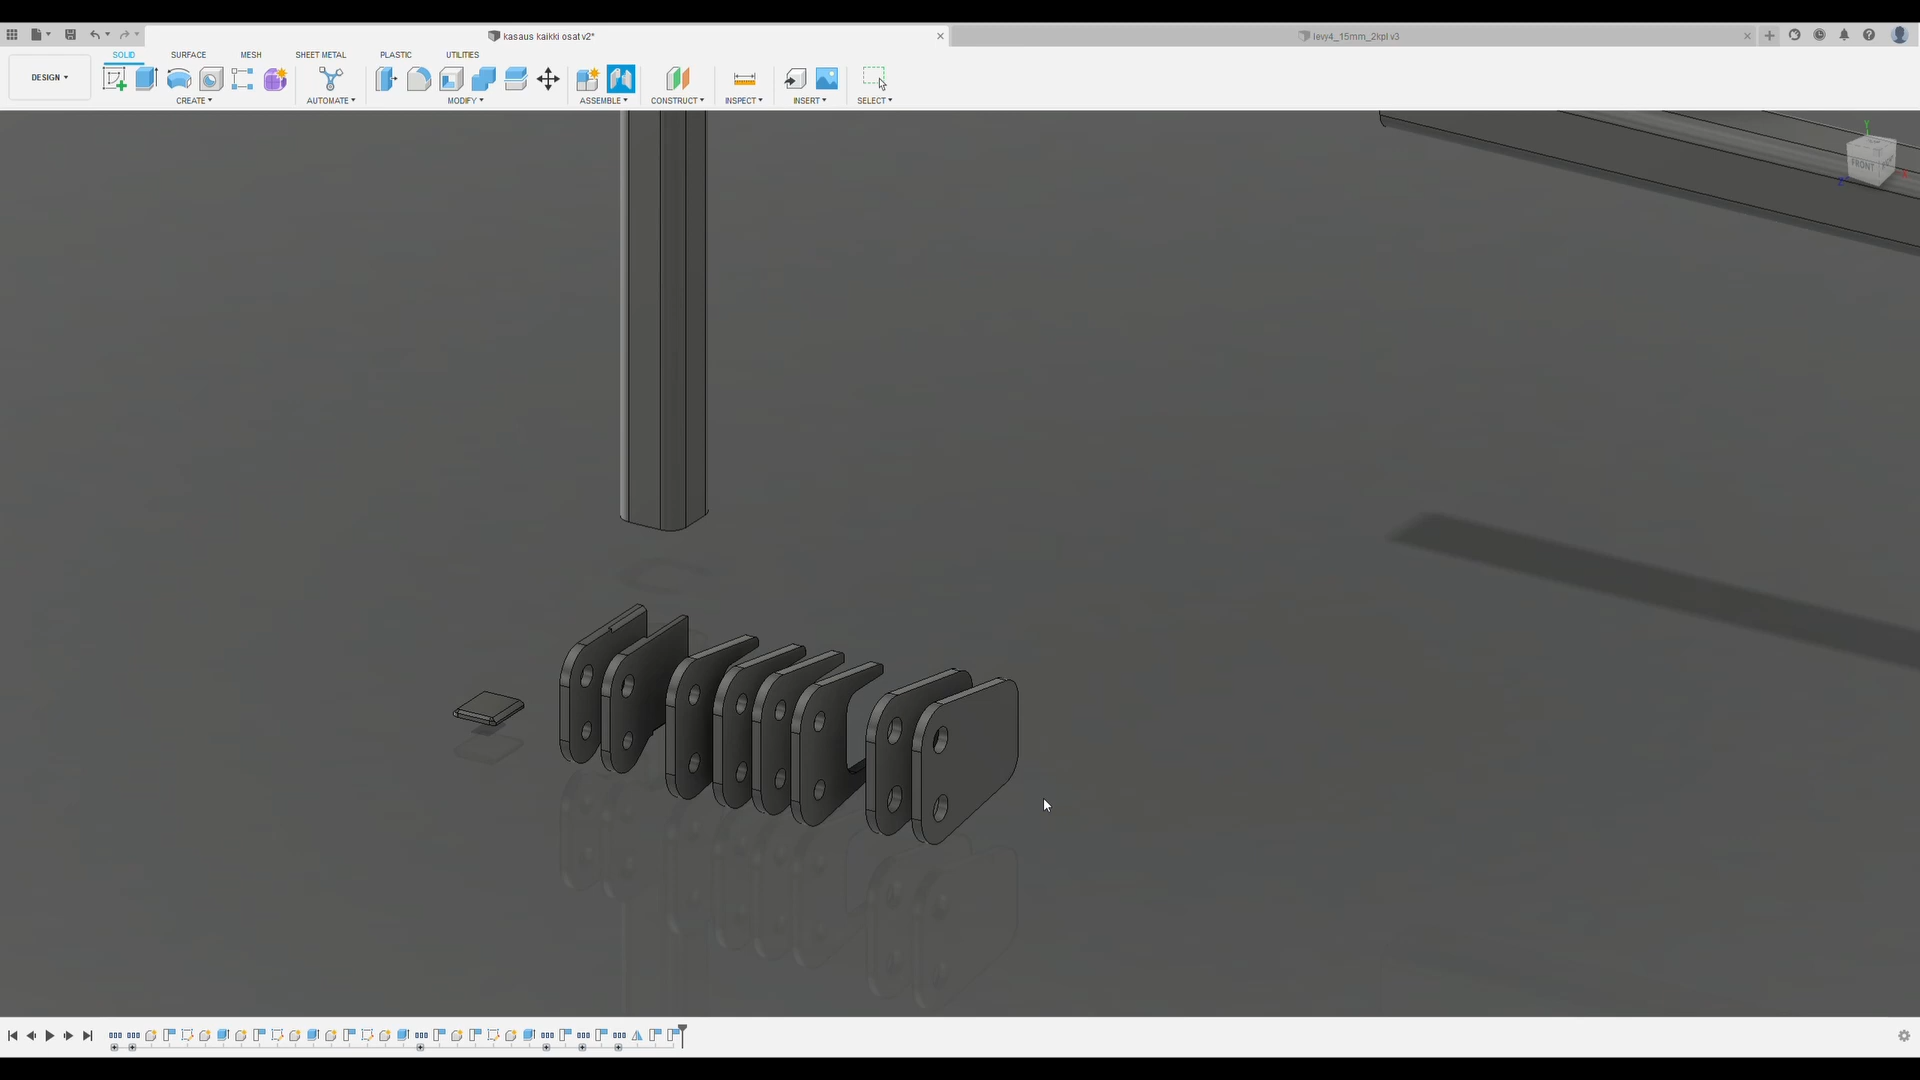 kasaus kaikki osat v2*
levy4_15mm_2kpl v3
SOLID
SURFACE
MESH
SHEET METAL
PLASTIC
UTILITIES
DESIGN
CREATE
AUTOMATE
MODIFY
ASSEMBLE
CONSTRUCT
INSPECT
INSERT
SELECT
Y
FRONT
Z
X